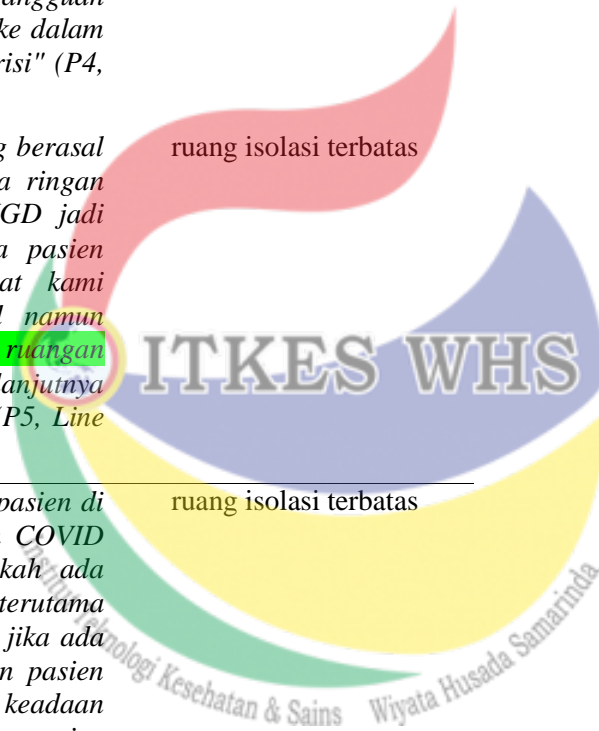 angguan
ke dalam
risi" (P4,
g berasal ruang isolasi terbatas
a ringan
GD jadi
a pasien
at kami
namun
ruangan
lanjutnya
P5, Line
ITKES WHS
pasien di ruang isolasi terbatas
COVID
kah ada
terutama
jika ada
n pasien
keadaan
Institut Teknologi Kesehatan & Sains Wiyata Husada Samarinda